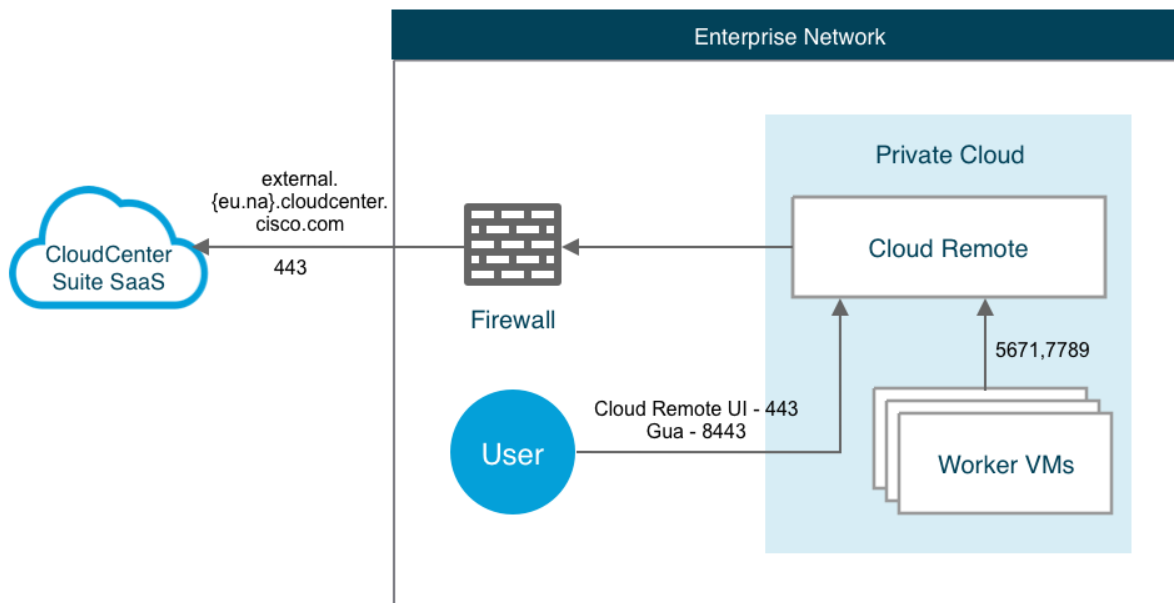 Enterprise Network
Private Cloud
external.
{eu.na}.cloudcenter.
cisco.com
443
CloudCenter
Suite SaaS
Firewall
Cloud Remote
5671,7789
Cloud Remote UI - 443
Gua - 8443
User
Worker VMs